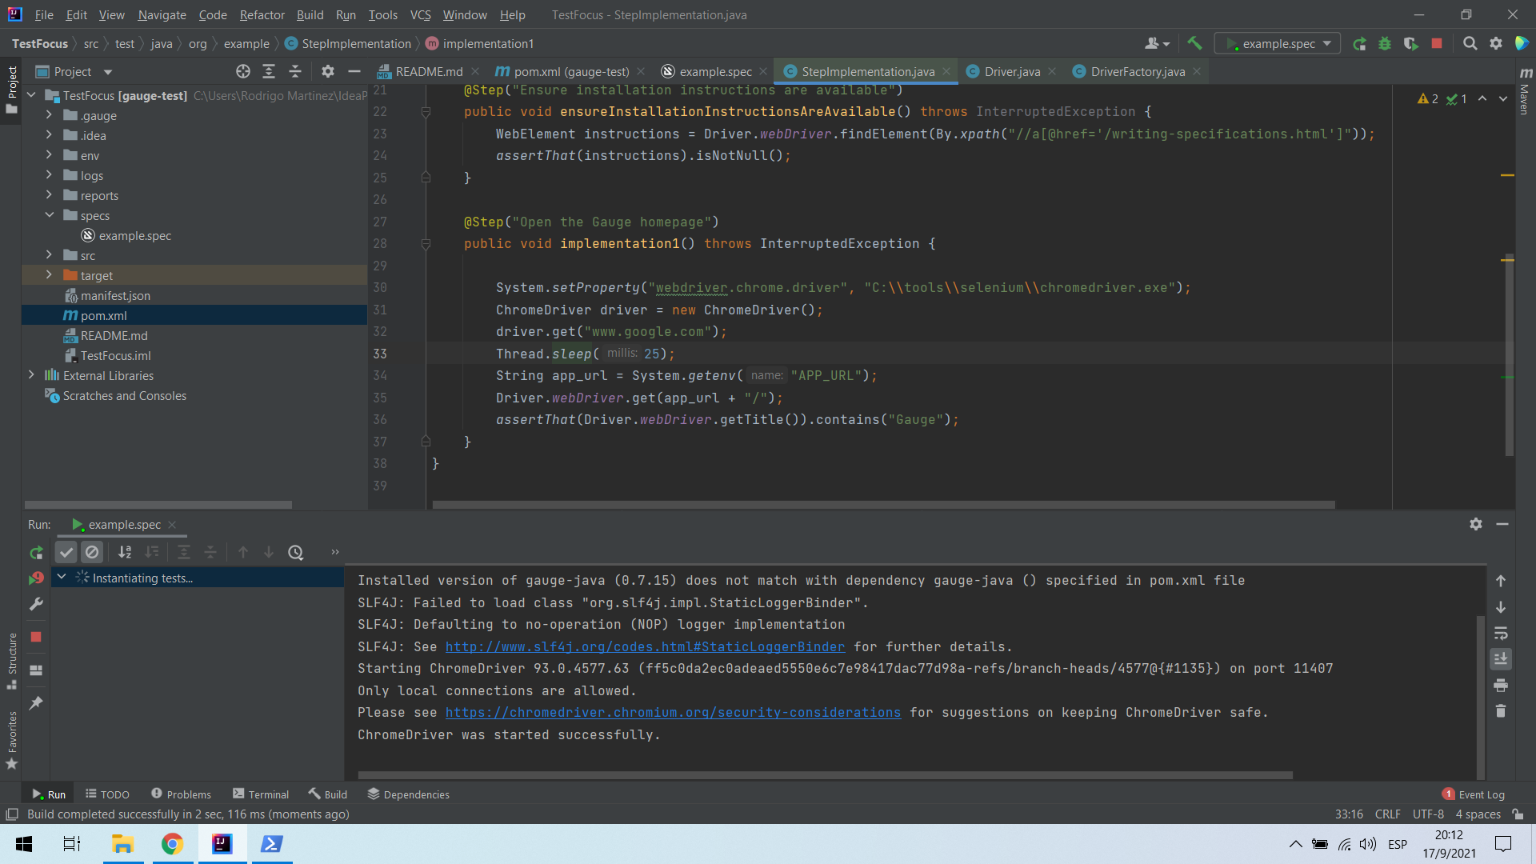 File Edit View Navigate Code Refactor Build Run Tools VCS Window Help TestFocus - StepImplementation.java
TestFocus src test java org example StepImplementation implementation1
example.spec
Project
README.md pom.xml (gauge-test) example.spec StepImplementation.java Driver.java DriverFactory.java
Project
Maven
TestFocus [gauge-test] C:\Users\Rodrigo Martinez\IdeaP
.gauge
.idea
env
logs
reports
specs
example.spec
src
target
manifest.json
pom.xml
README.md
TestFocus.iml
External Libraries
Scratches and Consoles
2 1
21 @Step("Ensure installation instructions are available")
22 public void ensureInstallationInstructionsAreAvailable() throws InterruptedException {
23 WebElement instructions = Driver.webDriver.findElement(By.xpath("//a[@href='/writing-specifications.html']"));
24 assertThat(instructions).isNotNull();
25 }
26
27 @Step("Open the Gauge homepage")
28 public void implementation1() throws InterruptedException {
29
30 System.setProperty("webdriver.chrome.driver", "C:\\tools\\selenium\\chromedriver.exe");
31 ChromeDriver driver = new ChromeDriver();
32 driver.get("www.google.com");
33 Thread.sleep( millis: 25);
34 String app_url = System.getenv( name: "APP_URL");
35 Driver.webDriver.get(app_url + "/");
36 assertThat(Driver.webDriver.getTitle()).contains("Gauge");
37 }
38 }
39
Run: example.spec
Instantiating tests...
Installed version of gauge-java (0.7.15) does not match with dependency gauge-java () specified in pom.xml file
SLF4J: Failed to load class "org.slf4j.impl.StaticLoggerBinder".
SLF4J: Defaulting to no-operation (NOP) logger implementation
SLF4J: See http://www.slf4j.org/codes.html#StaticLoggerBinder for further details.
Starting ChromeDriver 93.0.4577.63 (ff5c0da2ec0adeaed5550e6c7e98417dac77d98a-refs/branch-heads/4577@{#1135}) on port 11407
Only local connections are allowed.
Please see https://chromedriver.chromium.org/security-considerations for suggestions on keeping ChromeDriver safe.
ChromeDriver was started successfully.
Structure
Favorites
Run TODO Problems Terminal Build Dependencies 1 Event Log
Build completed successfully in 2 sec, 116 ms (moments ago) 33:16 CRLF UTF-8 4 spaces
ESP
20:12
17/9/2021